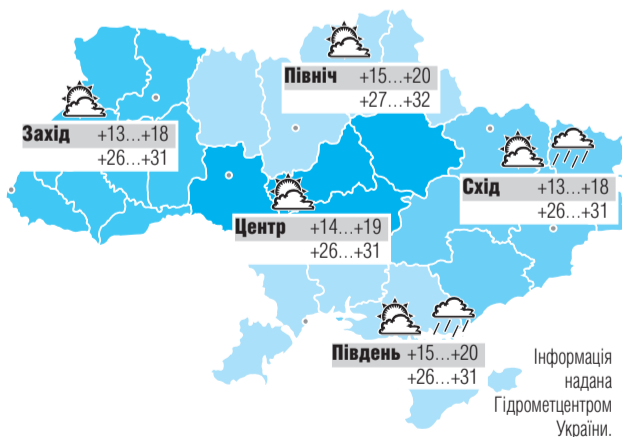 Північ +15...+20
+27...+32
Захід +13...+18
+26...+31
Схід +13...+18
+26...+31
Центр +14...+19
+26...+31
Південь +15...+20
+26...+31
Інформація
надана
Гідрометцентром
України.